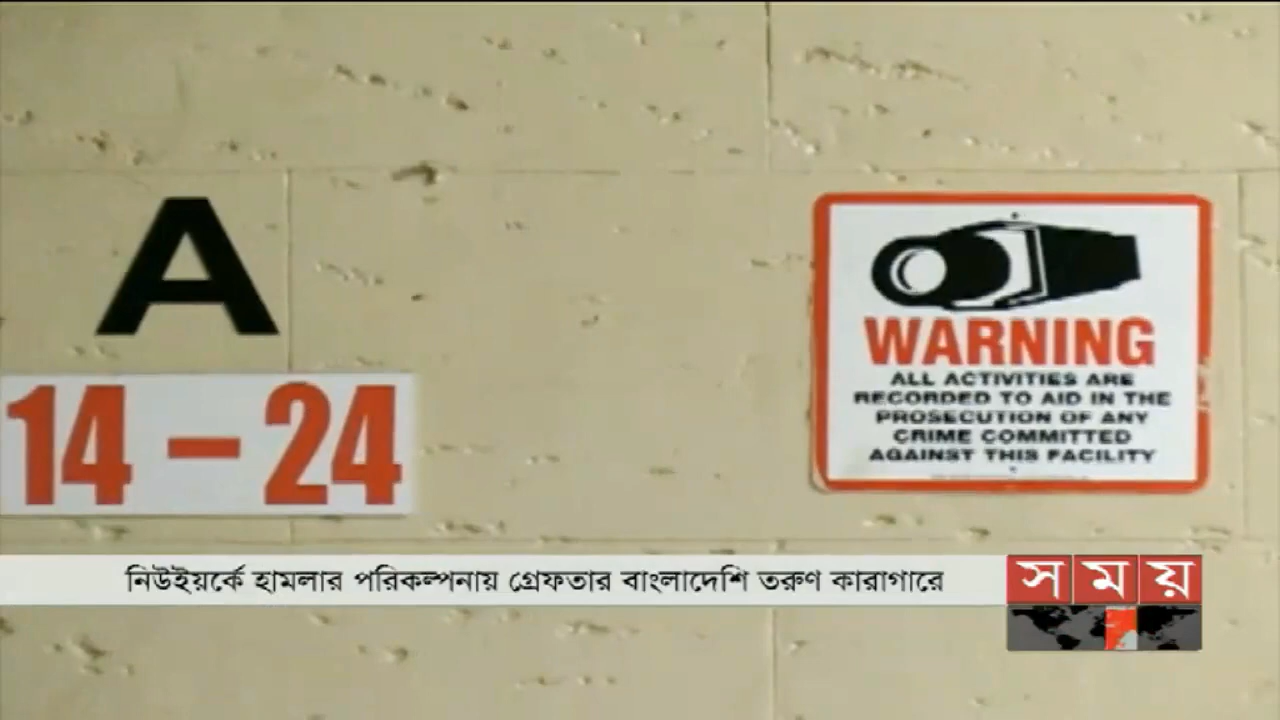 A
14 – 24
WARNING
ALL ACTIVITIES ARE
RECORDED TO AID IN THE
PROSECUTION OF ANY
CRIME COMMITTED
AGAINST THIS FACILITY
নিউইয়র্কে হামলার পরিকল্পনায় গ্রেফতার বাংলাদেশি তরুণ কারাগারে
সময়